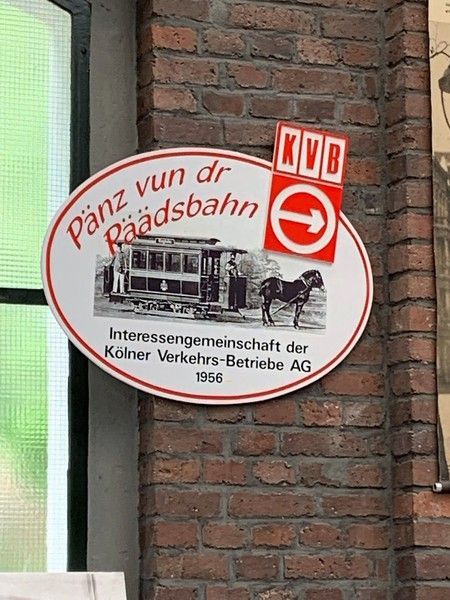 KVB
Pänz vun dr
Päädsbahn
Interessengemeinschaft der
Kölner Verkehrs-Betriebe AG
1956